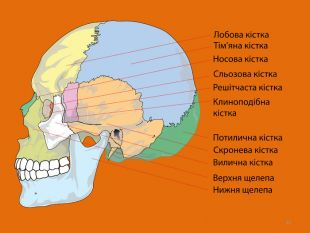 Лобова кістка
Тім'яна кістка
Носова кістка
Сльозова кістка
Решітчаста кістка
Клиноподібна
кістка
Потилична кістка
Скронева кістка
Вилична кістка
Верхня щелепа
Нижня щелепа